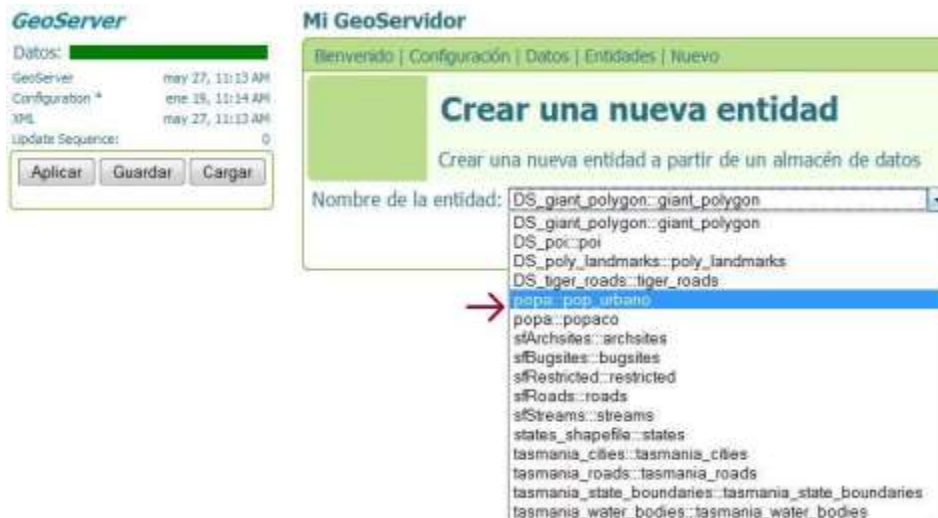 GeoServer
Datos:
GeoServer may 27, 11:13 AM
Configuration * ene 19, 11:14 AM
XML may 27, 11:13 AM
Update Sequence: 0
Aplicar Guardar Cargar
Mi GeoServidor
Bienvenido | Configuración | Datos | Entidades | Nuevo
Crear una nueva entidad
Crear una nueva entidad a partir de un almacén de datos
Nombre de la entidad: DS_giant_polygon:::giant_polygon
DS_giant_polygon:::giant_polygon
DS_poi:::poi
DS_poly_landmarks:::poly_landmarks
DS_tiger_roads:::tiger_roads
popa:::pop_urbano
popa:::popaco
sfArchsites:::archsites
sfBugsites:::bugsites
sfRestricted:::restricted
sfRoads:::roads
sfStreams:::streams
states_shapefile:::states
tasmania_cities:::tasmania_cities
tasmania_roads:::tasmania_roads
tasmania_state_boundaries:::tasmania_state_boundaries
tasmania_water_bodies:::tasmania_water_bodies